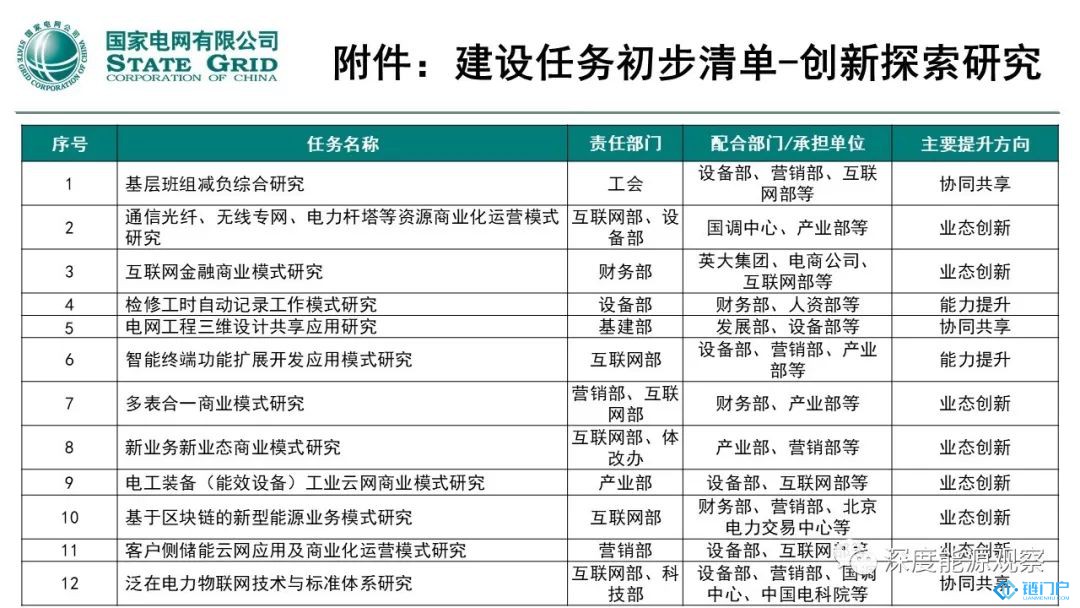 国家电网公司
STATE GRID CORPORATION OF CHINA
国家电网有限公司
STATE GRID
CORPORATION OF CHINA
附件：建设任务初步清单-创新探索研究
序号 任务名称 责任部门 配合部门/承担单位 主要提升方向
1 基层班组减负综合研究 工会 设备部、营销部、互联
网部等 协同共享
2 通信光纤、无线专网、电力杆塔等资源商业化运营模式
研究 互联网部、设
备部 国调中心、产业部等 业态创新
3 互联网金融商业模式研究 财务部 英大集团、电商公司、
互联网部等 业态创新
4 检修工时自动记录工作模式研究 设备部 财务部、人资部等 能力提升
5 电网工程三维设计共享应用研究 基建部 发展部、设备部等 协同共享
6 智能终端功能扩展开发应用模式研究 互联网部 设备部、营销部、产业
部等 能力提升
7 多表合一商业模式研究 营销部、互联
网部 财务部、产业部等 业态创新
8 新业务新业态商业模式研究 互联网部、体
改办 产业部、营销部等 业态创新
9 电工装备（能效设备）工业云网商业模式研究 产业部 设备部、互联网部等 业态创新
10 基于区块链的新型能源业务模式研究 互联网部 财务部、营销部、北京
电力交易中心等 业态创新
11 客户侧储能云网应用及商业化运营模式研究 营销部 设备部、互联网 业态创新
12 泛在电力物联网技术与标准体系研究 互联网部、科
技部 设备部、营销部、国调
中心、中国电科院等 协同共享
深度能源观察
链门户
LIANMENHU.COM